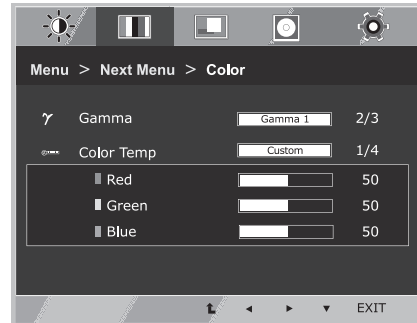 Menu > Next Menu > Color
γ Gamma Gamma 1 2/3
Color Temp Custom 1/4
Red 50
Green 50
Blue 50
EXIT